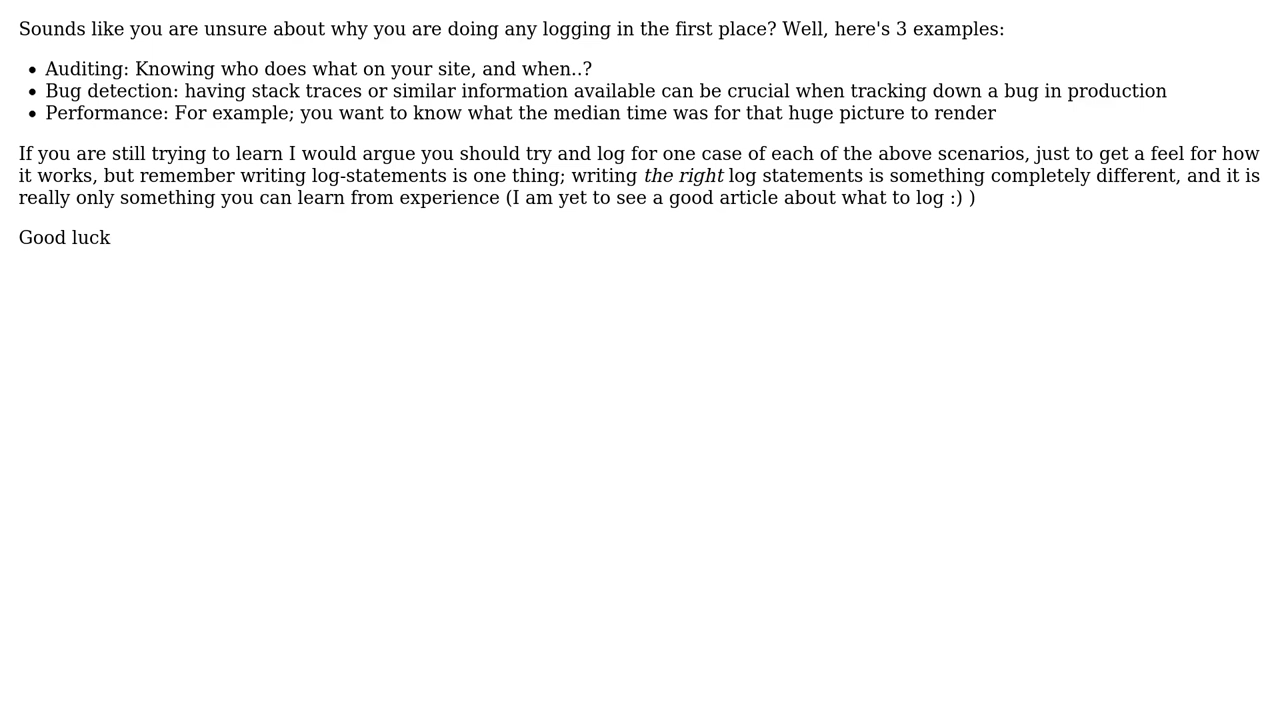 Sounds like you are unsure about why you are doing any logging in the first place? Well, here's 3 examples:
• Auditing: Knowing who does what on your site, and when..?
• Bug detection: having stack traces or similar information available can be crucial when tracking down a bug in production
• Performance: For example; you want to know what the median time was for that huge picture to render
If you are still trying to learn I would argue you should try and log for one case of each of the above scenarios, just to get a feel for how
it works, but remember writing log-statements is one thing; writing the right log statements is something completely different, and it is
really only something you can learn from experience (I am yet to see a good article about what to log :) )
Good luck